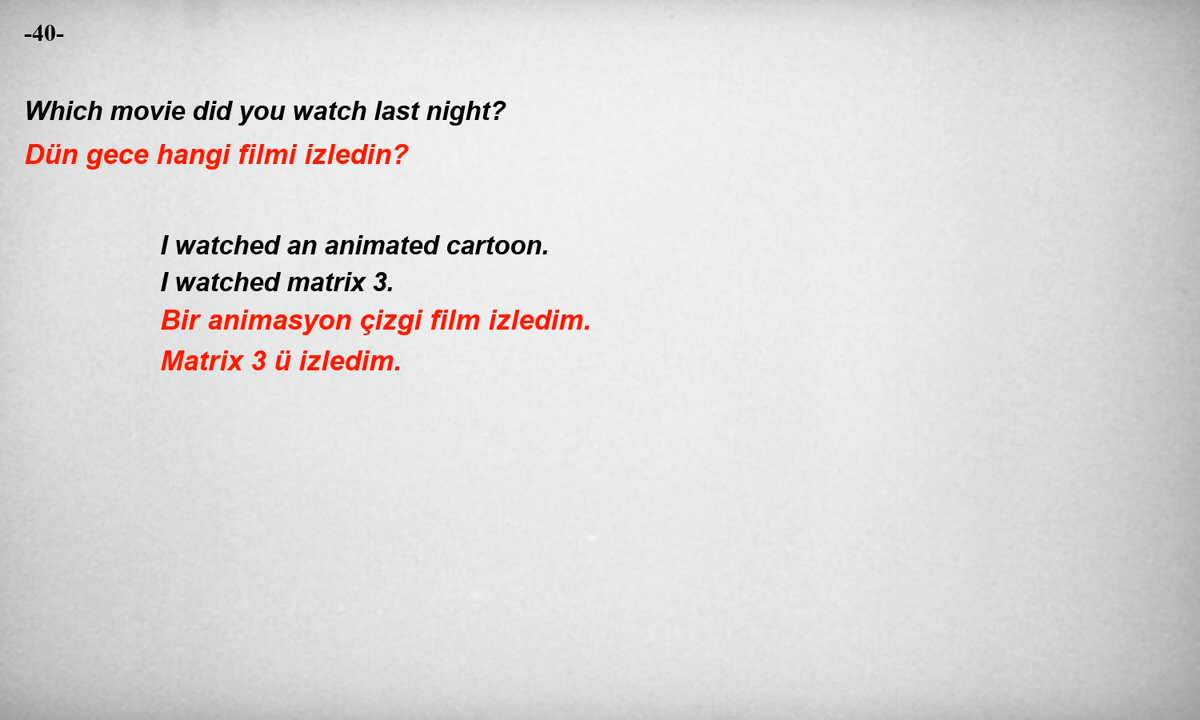 -40-
Which movie did you watch last night?
Dün gece hangi filmi izledin?
I watched an animated cartoon.
I watched matrix 3.
Bir animasyon çizgi film izledim.
Matrix 3 ü izledim.